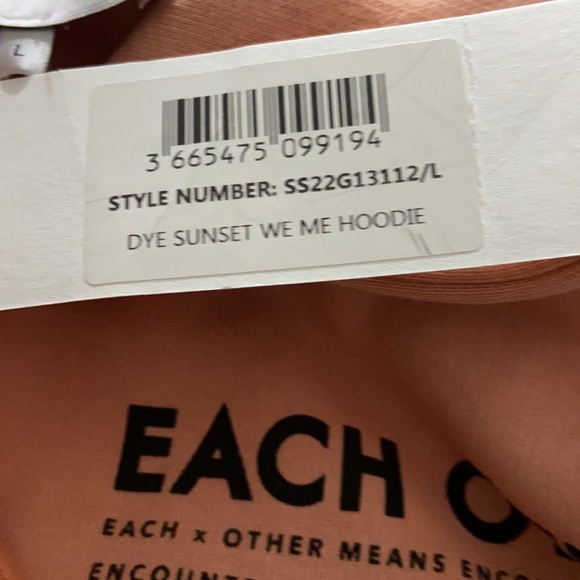 L
3 665475 099194
STYLE NUMBER: SS22G13112/L
DYE SUNSET WE ME HOODIE
EACH
EACH x OTHER MEANS